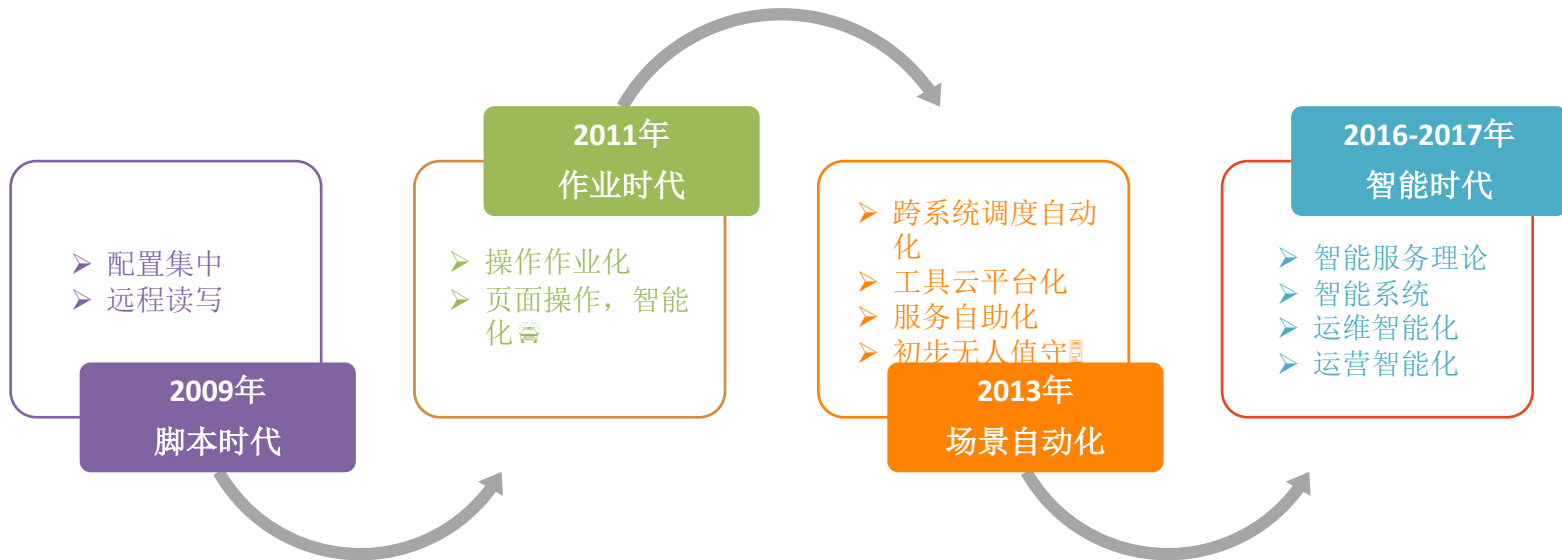 配置集中
远程读写
2009年
脚本时代
2011年
作业时代
操作作业化
页面操作，智能
化
跨系统调度自动
化
工具云平台化
服务自助化
初步无人值守
2013年
场景自动化
2016-2017年
智能时代
智能服务理论
智能系统
运维智能化
运营智能化